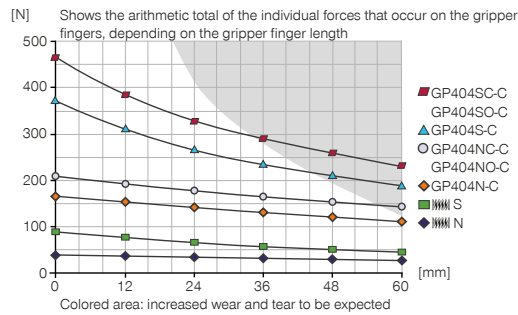 [N] Shows the arithmetic total of the individual forces that occur on the gripper
fingers, depending on the gripper finger length
500
400
300
200
100
0
0 12 24 36 48 60 [mm]
GP404SC-C
GP404SO-C
GP404S-C
GP404NC-C
GP404NO-C
GP404N-C
S
N
Colored area: increased wear and tear to be expected